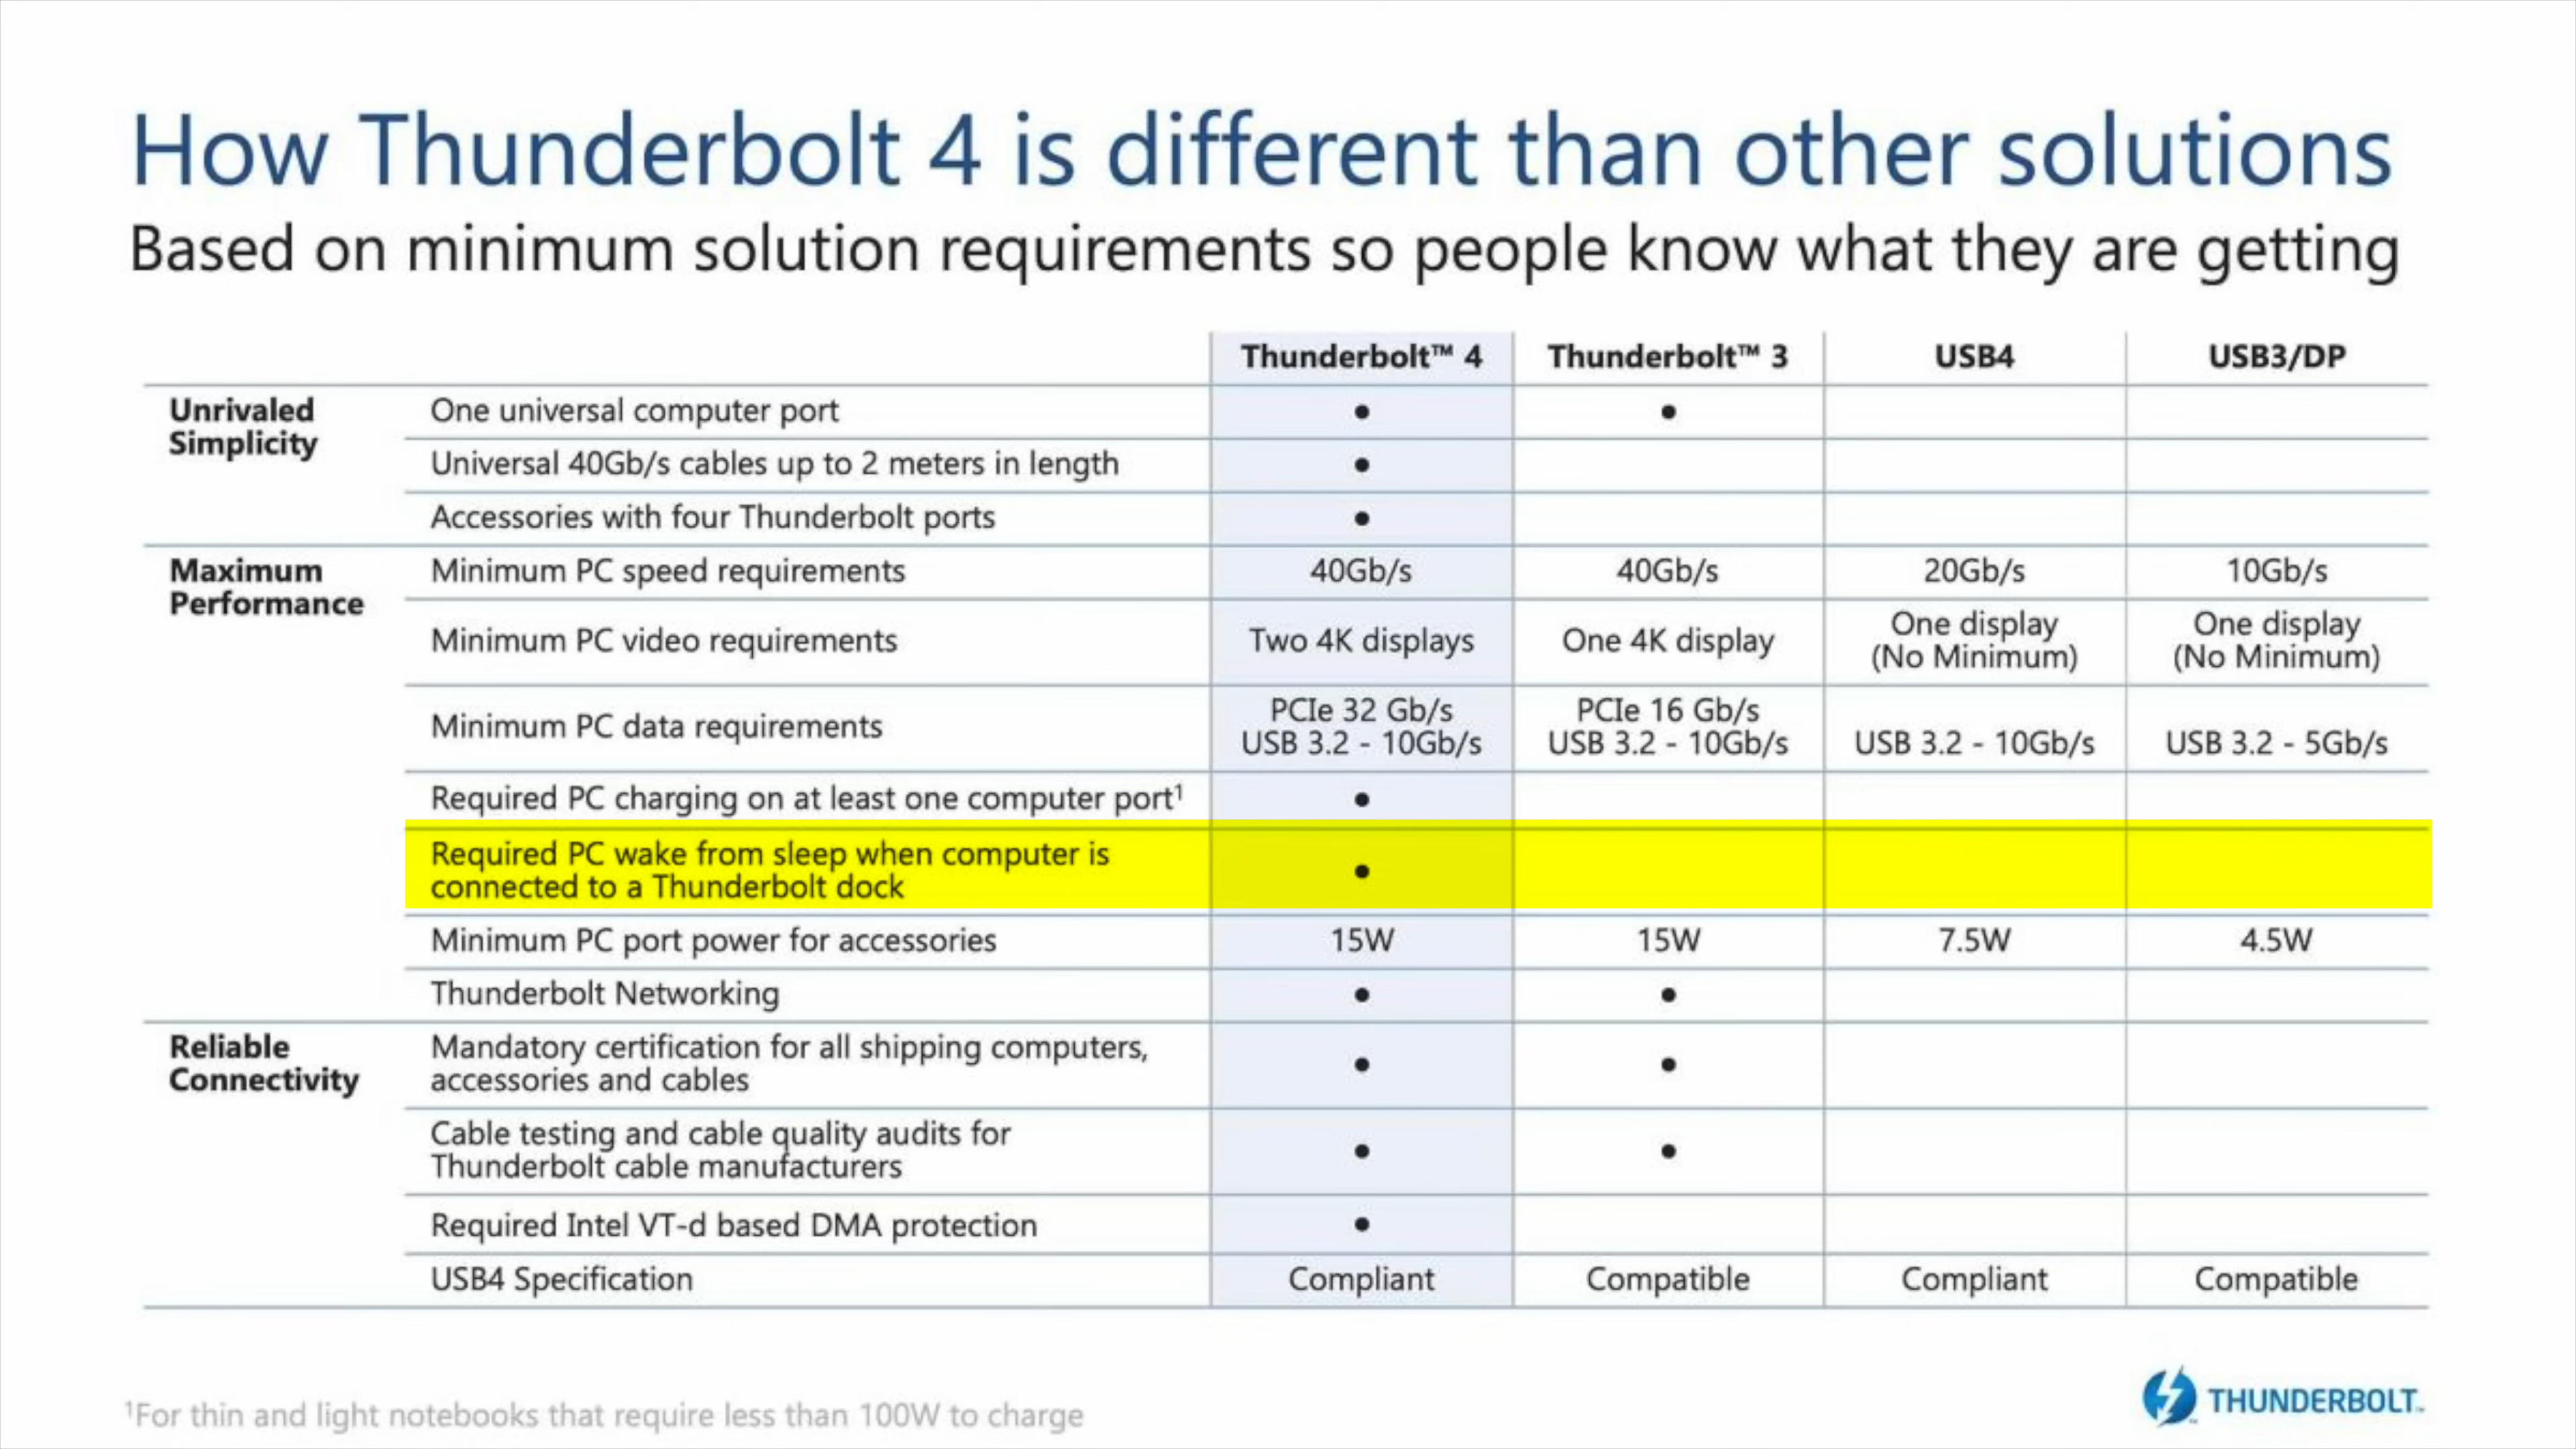 How Thunderbolt 4 is different than other solutions
Based on minimum solution requirements so people know what they are getting
Thunderbolt™ 4 Thunderbolt™ 3 USB4 USB3/DP
Unrivaled Simplicity
One universal computer port • •
Universal 40Gb/s cables up to 2 meters in length •
Accessories with four Thunderbolt ports •
Maximum Performance
Minimum PC speed requirements 40Gb/s 40Gb/s 20Gb/s 10Gb/s
Minimum PC video requirements Two 4K displays One 4K display One display (No Minimum) One display (No Minimum)
Minimum PC data requirements PCIe 32 Gb/s USB 3.2 - 10Gb/s PCIe 16 Gb/s USB 3.2 - 10Gb/s USB 3.2 - 10Gb/s USB 3.2 - 5Gb/s
Required PC charging on at least one computer port¹ •
Required PC wake from sleep when computer is connected to a Thunderbolt dock •
Minimum PC port power for accessories 15W 15W 7.5W 4.5W
Thunderbolt Networking • •
Reliable Connectivity
Mandatory certification for all shipping computers, accessories and cables • •
Cable testing and cable quality audits for Thunderbolt cable manufacturers • •
Required Intel VT-d based DMA protection •
USB4 Specification Compliant Compatible Compliant Compatible
¹For thin and light notebooks that require less than 100W to charge
THUNDERBOLT™